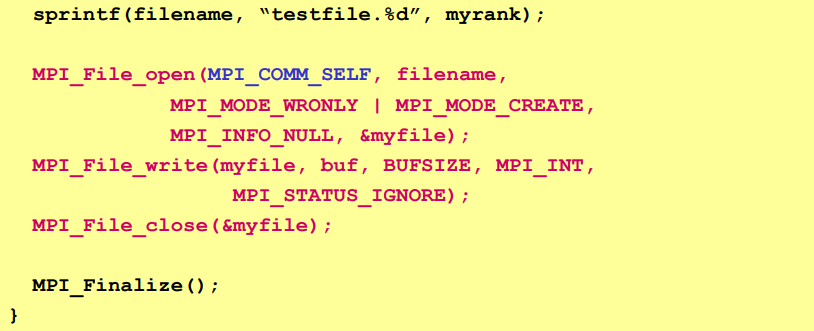 sprintf(filename, “testfile.%d”, myrank);
MPI_File_open(MPI_COMM_SELF, filename,
MPI_MODE_WRONLY | MPI_MODE_CREATE,
MPI_INFO_NULL, &myfile);
MPI_File_write(myfile, buf, BUFSIZE, MPI_INT,
MPI_STATUS_IGNORE);
MPI_File_close(&myfile);
MPI_Finalize();
}